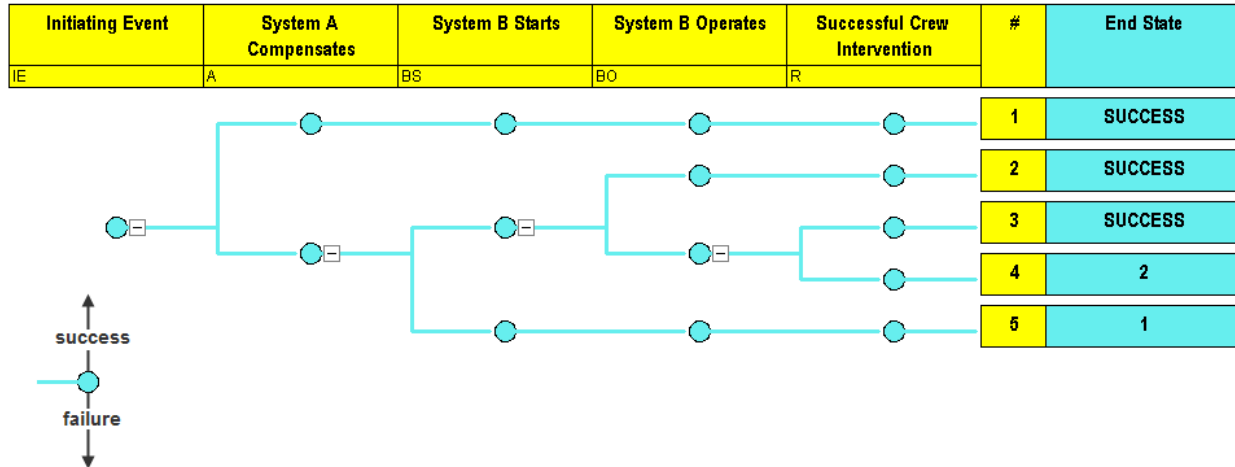 Initiating Event
System A
Compensates
System B Starts
System B Operates
Successful Crew
Intervention
#
End State
IE
A
BS
BO
R
1
SUCCESS
2
SUCCESS
3
SUCCESS
4
2
5
1
success
failure